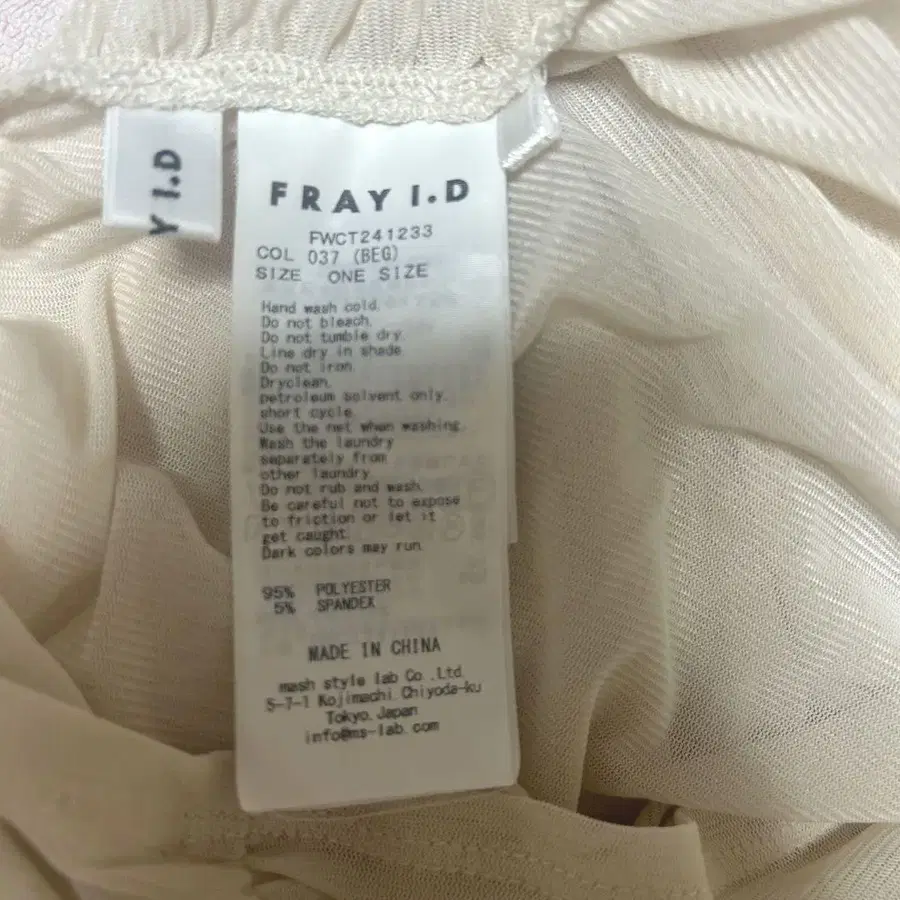 Y I.D
FRAY I.D
FWCT241233
COL 037 (BEG)
SIZE ONE SIZE
Hand wash cold.
Do not bleach.
Do not tumble dry.
Line dry in shade
Do not iron
Dryclean.
petroleum solvent only.
short cycle.
Use the net when washing.
Wash the laundry
separately from
other laundry.
Do not rub and wash.
Be careful not to expose
to friction or let it
get caught.
Dark colors may run
95% POLYESTER
5% SPANDEX
MADE IN CHINA
mash style lab Co.,Ltd.
5-7-1 Kojimachi Chiyoda-ku
Tokyo.Japan
info@ms-lab.com